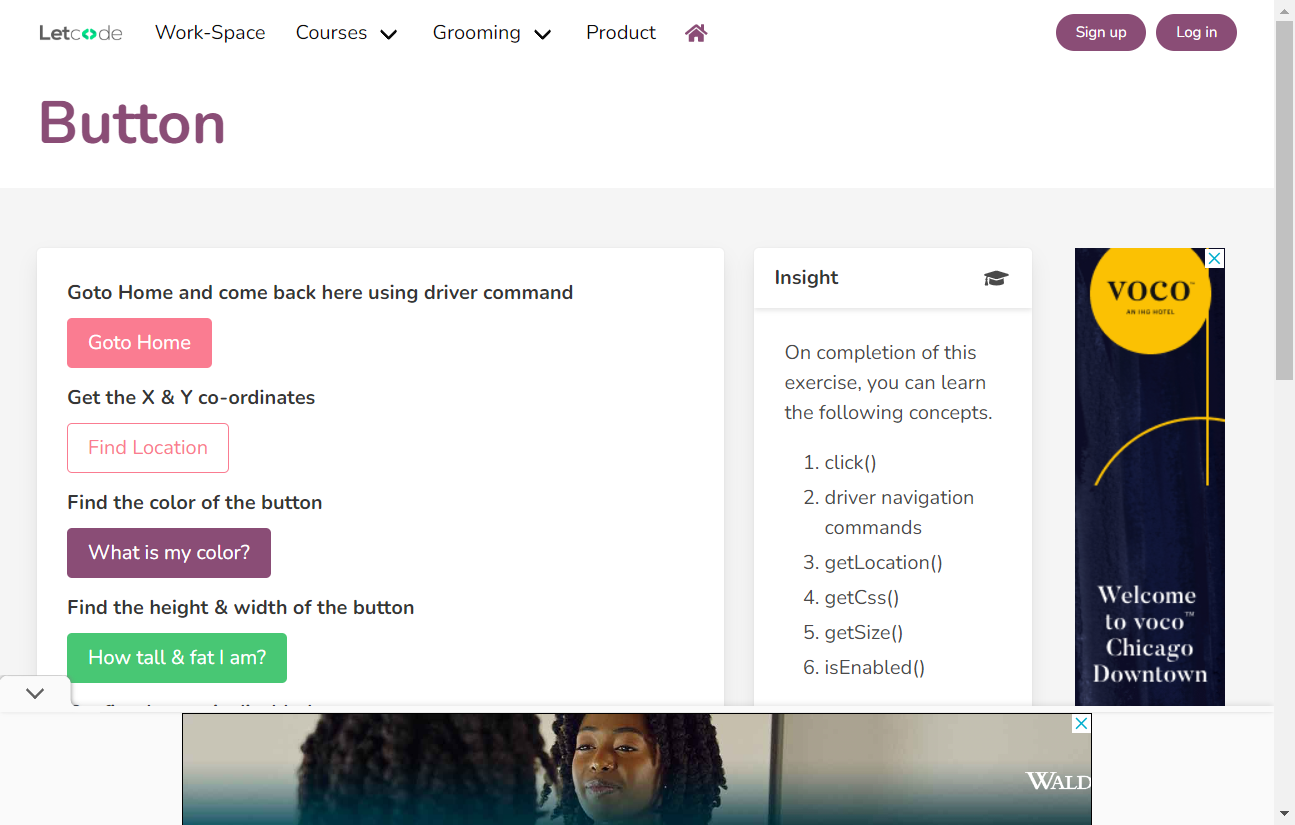 Letcode Work-Space Courses Grooming Product Sign up Log in
Button
Goto Home and come back here using driver command
Goto Home
Get the X & Y co-ordinates
Find Location
Find the color of the button
What is my color?
Find the height & width of the button
How tall & fat I am?
Insight
On completion of this
exercise, you can learn
the following concepts.
1. click()
2. driver navigation
commands
3. getLocation()
4. getCss()
5. getSize()
6. isEnabled()
VOCO™
AN IHG HOTEL
Welcome
to voco™
Chicago
Downtown
WALD